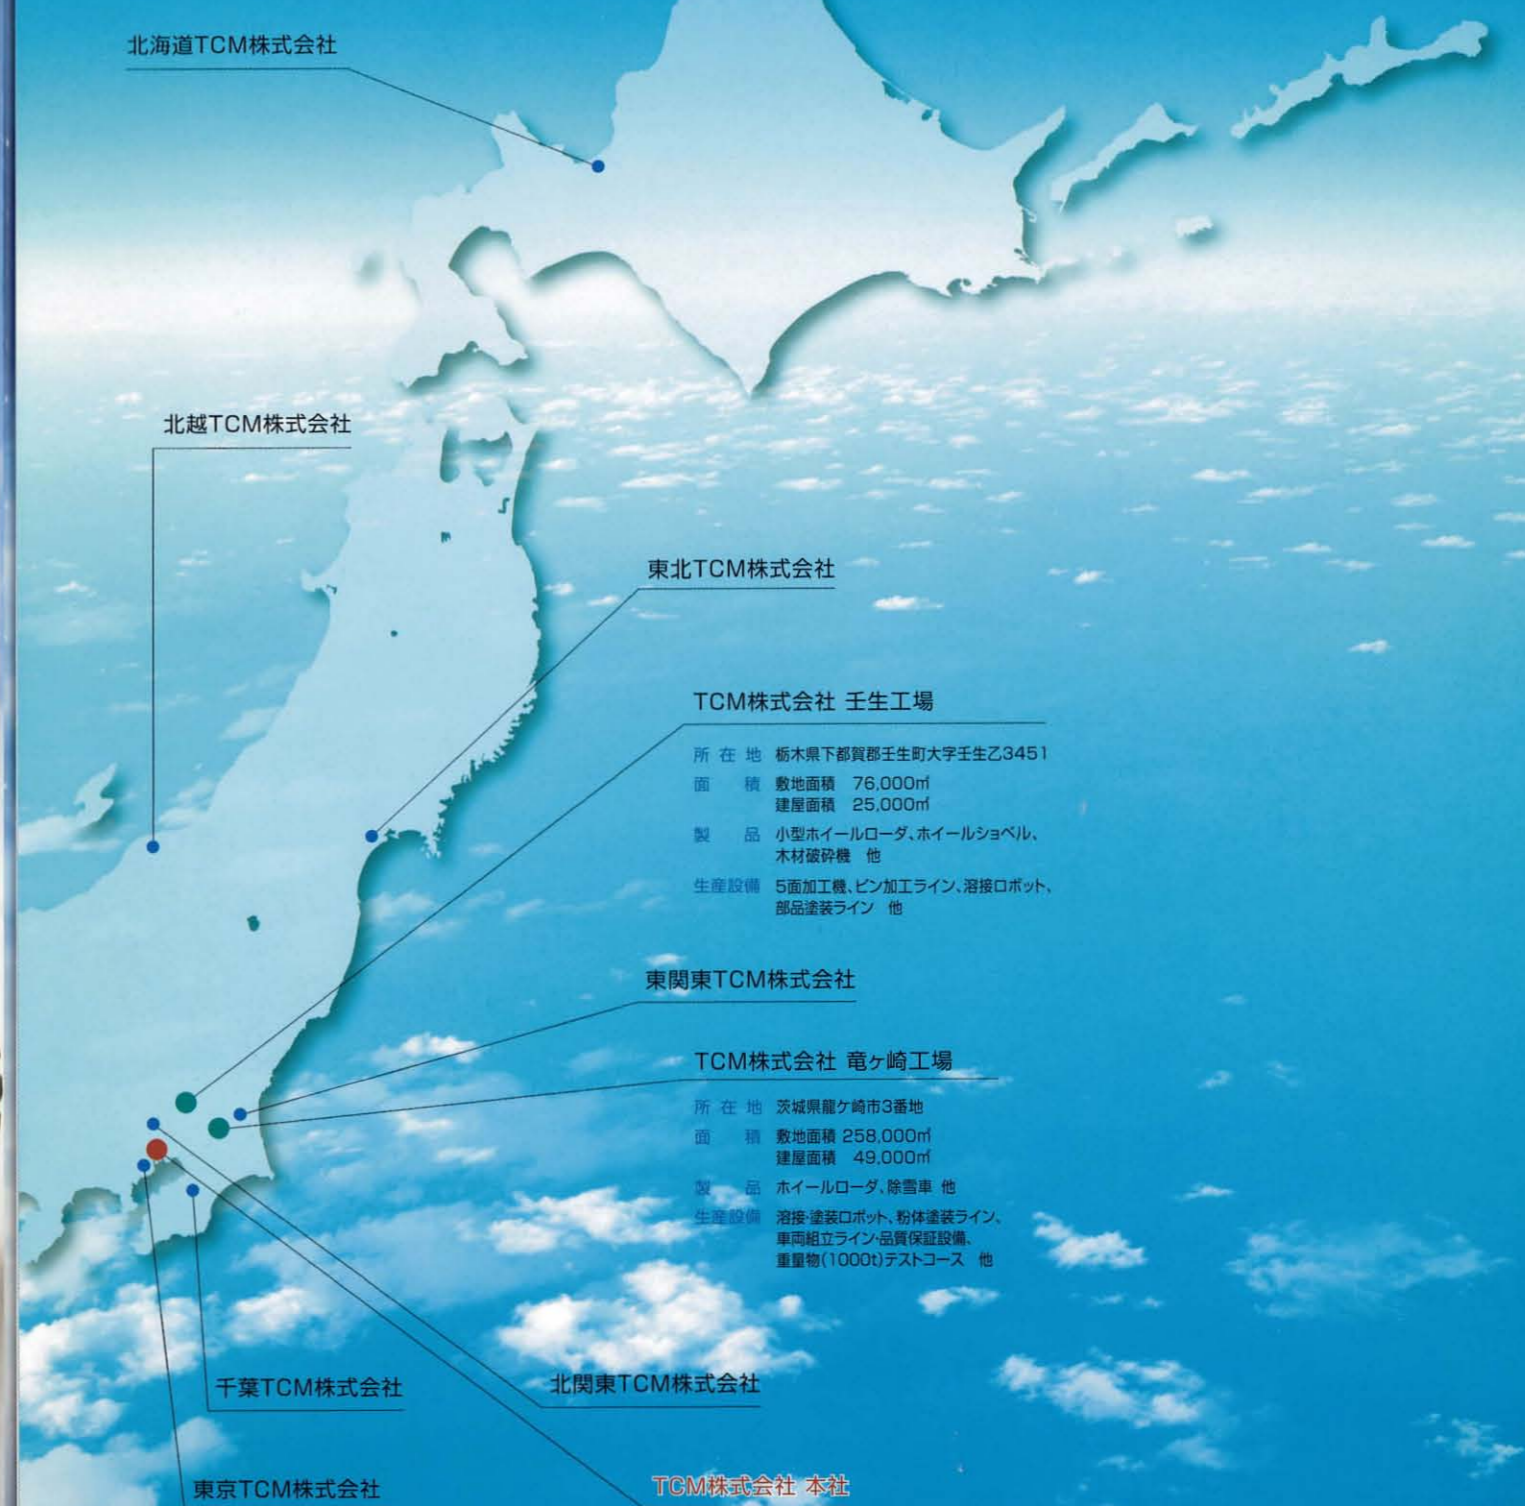 北海道TCM株式会社
北越TCM株式会社
東北TCM株式会社
TCM株式会社 壬生工場
所在地 栃木県下都賀郡壬生町大字壬生乙3451
面積 敷地面積 76,000㎡
建屋面積 25,000㎡
製品 小型ホイールローダ、ホイールショベル、
木材破砕機 他
生産設備 5面加工機、ピン加工ライン、溶接ロボット、
部品塗装ライン 他
東関東TCM株式会社
TCM株式会社 竜ヶ崎工場
所在地 茨城県龍ケ崎市3番地
面積 敷地面積 258,000㎡
建屋面積 49,000㎡
製品 ホイールローダ、除雪車 他
生産設備 溶接・塗装ロボット、粉体塗装ライン、
車両組立ライン・品質保証設備、
重量物(1000t)テストコース 他
千葉TCM株式会社
北関東TCM株式会社
東京TCM株式会社
TCM株式会社 本社